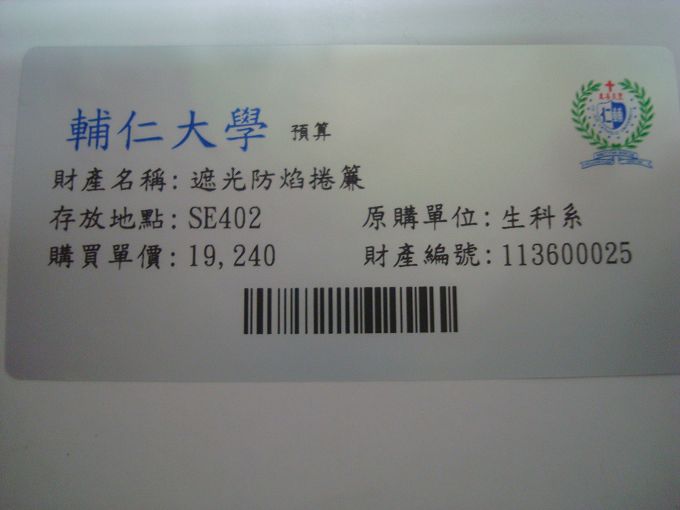 輔仁大學 預算
財產名稱: 遮光防焰捲簾
存放地點: SE402 原購單位: 生科系
購買單價: 19,240 財產編號: 113600025